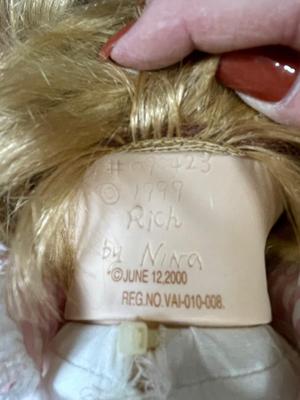 © 1999
Rich
by Nina
©JUNE 12,2000
REG.NO.VAI-010-008.